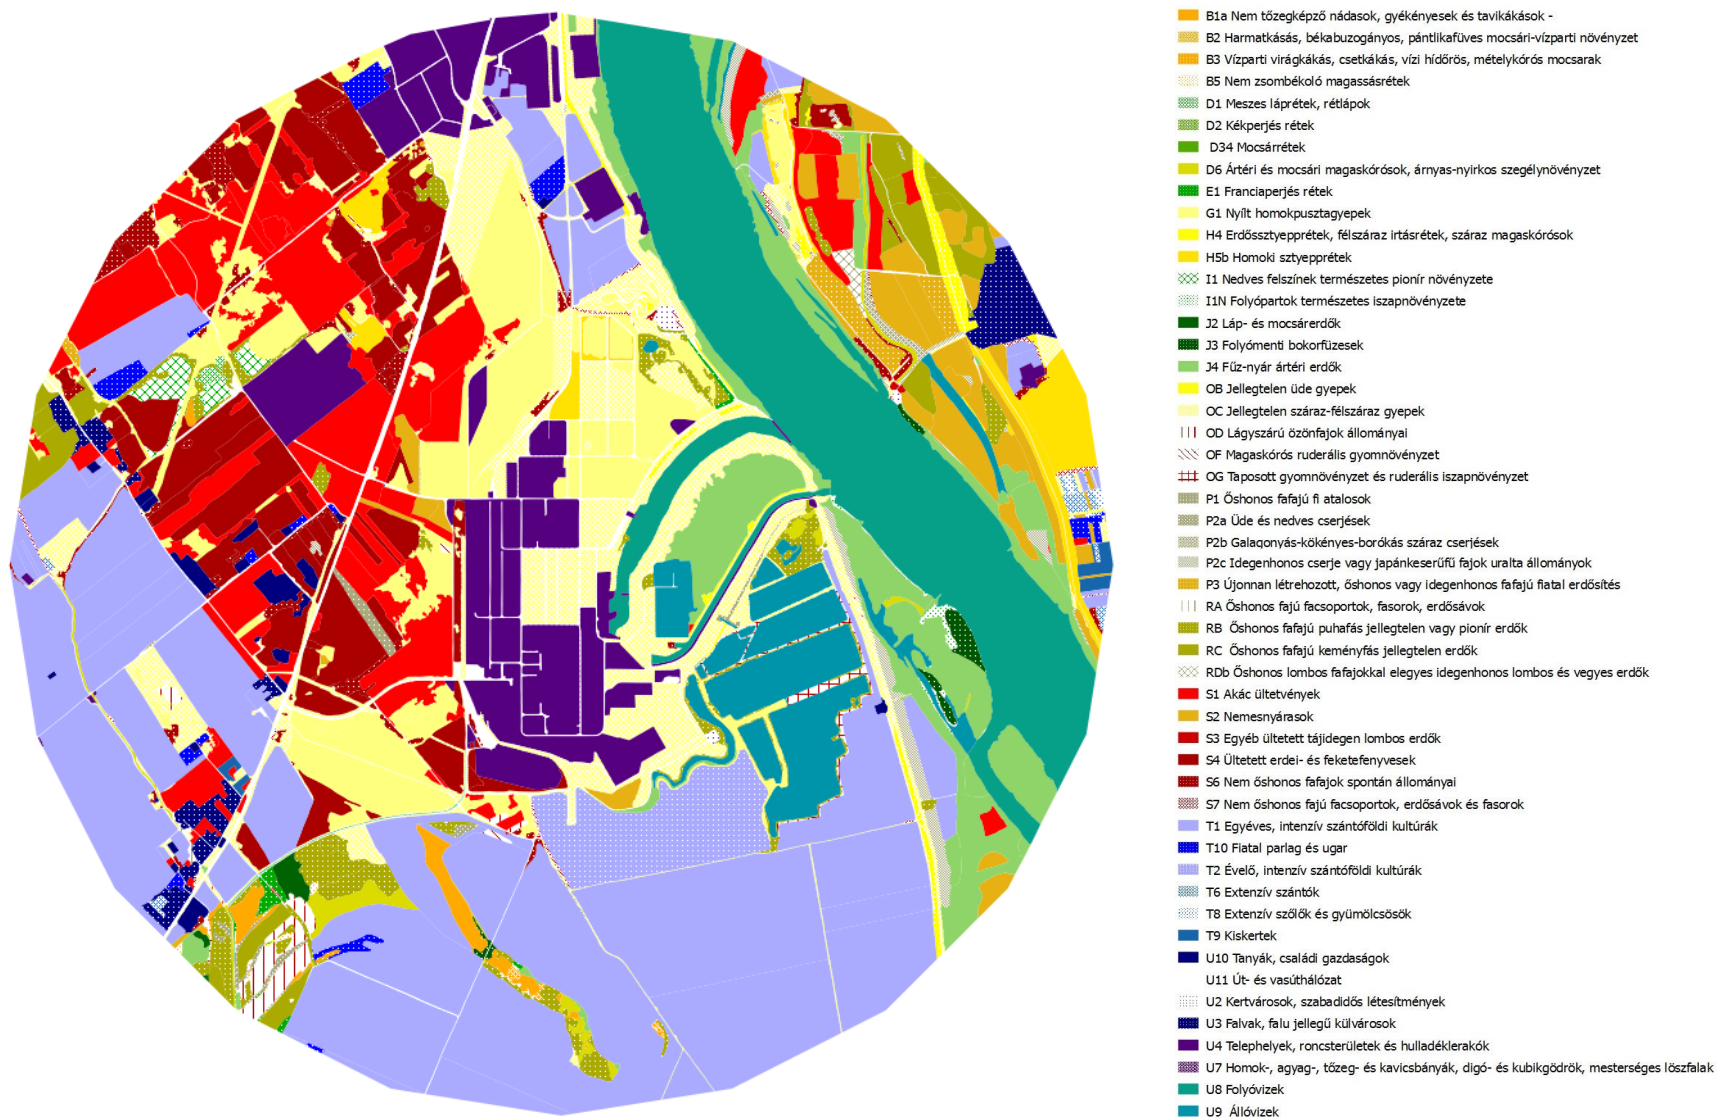 B1a Nem tőzegképző nádasok, gyékényesek és tavikákások -
B2 Harmatkásás, békabuzogányos, pántlikafüves mocsári-vízparti növényzet
B3 Vízparti virágkákás, csetkákás, vízi hídőrös, mételykórós mocsarak
B5 Nem zsombékoló magassásrétek
D1 Meszes láprétek, rétlápok
D2 Kékperjés rétek
D34 Mocsárrétek
D6 Ártéri és mocsári magaskórósok, árnyas-nyirkos szegélynövényzet
E1 Franciaperjés rétek
G1 Nyílt homokpusztagyepek
H4 Erdőssztyepprétek, félszáraz irtásrétek, száraz magaskórósok
H5b Homoki sztyepprétek
I1 Nedves felszínek természetes pionír növényzete
I1N Folyópartok természetes iszapnövényzete
J2 Láp- és mocsárerdők
J3 Folyómenti bokorfüzesek
J4 Fűz-nyár ártéri erdők
OB Jellegtelen üde gyepek
OC Jellegtelen száraz-félszáraz gyepek
OD Lágyszárú özönfajok állományai
OF Magaskórós ruderális gyomnövényzet
OG Taposott gyomnövényzet és ruderális iszapnövényzet
P1 Őshonos fafajú fi atalosok
P2a Üde és nedves cserjések
P2b Galagonyás-kökényes-borókás száraz cserjések
P2c Idegenhonos cserje vagy japánkeserűfű fajok uralta állományok
P3 Újonnan létrehozott, őshonos vagy idegenhonos fafajú fiatal erdősítés
RA Őshonos fajú facsoportok, fasorok, erdősávok
RB Őshonos fafajú puhafás jellegtelen vagy pionír erdők
RC Őshonos fafajú keményfás jellegtelen erdők
RDb Őshonos lombos fafajokkal elegyes idegenhonos lombos és vegyes erdők
S1 Akác ültetvények
S2 Nemesnyárasok
S3 Egyéb ültetett tájidegen lombos erdők
S4 Ültetett erdei- és feketefenyvesek
S6 Nem őshonos fafajok spontán állományai
S7 Nem őshonos fajú facsoportok, erdősávok és fasorok
T1 Egyéves, intenzív szántóföldi kultúrák
T10 Fiatal parlag és ugar
T2 Évelő, intenzív szántóföldi kultúrák
T6 Extenzív szántók
T8 Extenzív szőlők és gyümölcsösök
T9 Kiskertek
U10 Tanyák, családi gazdaságok
U11 Út- és vasúthálózat
U2 Kertvárosok, szabadidős létesítmények
U3 Falvak, falu jellegű külvárosok
U4 Telephelyek, roncsterületek és hulladéklerakók
U7 Homok-, agyag-, tőzeg- és kavicsbányák, digó- és kubikgödrök, mesterséges löszfalak
U8 Folyóvizek
U9 Állóvizek